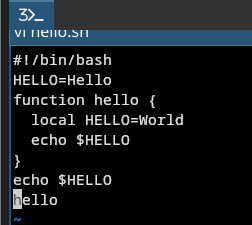 3>_
vi hello.sh
#!/bin/bash
HELLO=Hello
function hello {
  local HELLO=World
  echo $HELLO
}
echo $HELLO
hello
~